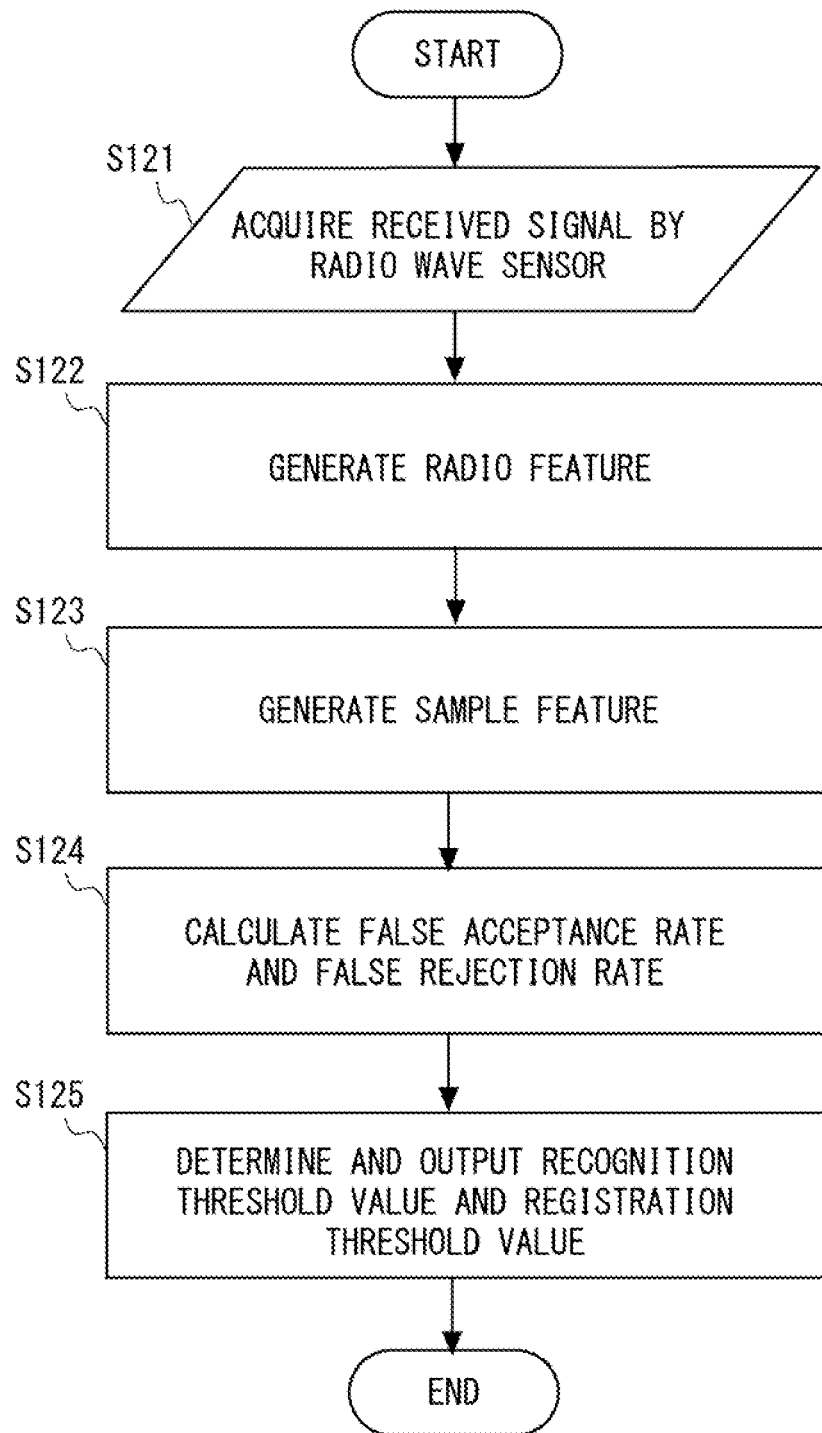 START
S121
ACQUIRE RECEIVED SIGNAL BY
RADIO WAVE SENSOR
S122
GENERATE RADIO FEATURE
S123
GENERATE SAMPLE FEATURE
S124
CALCULATE FALSE ACCEPTANCE RATE
AND FALSE REJECTION RATE
S125
DETERMINE AND OUTPUT RECOGNITION
THRESHOLD VALUE AND REGISTRATION
THRESHOLD VALUE
END